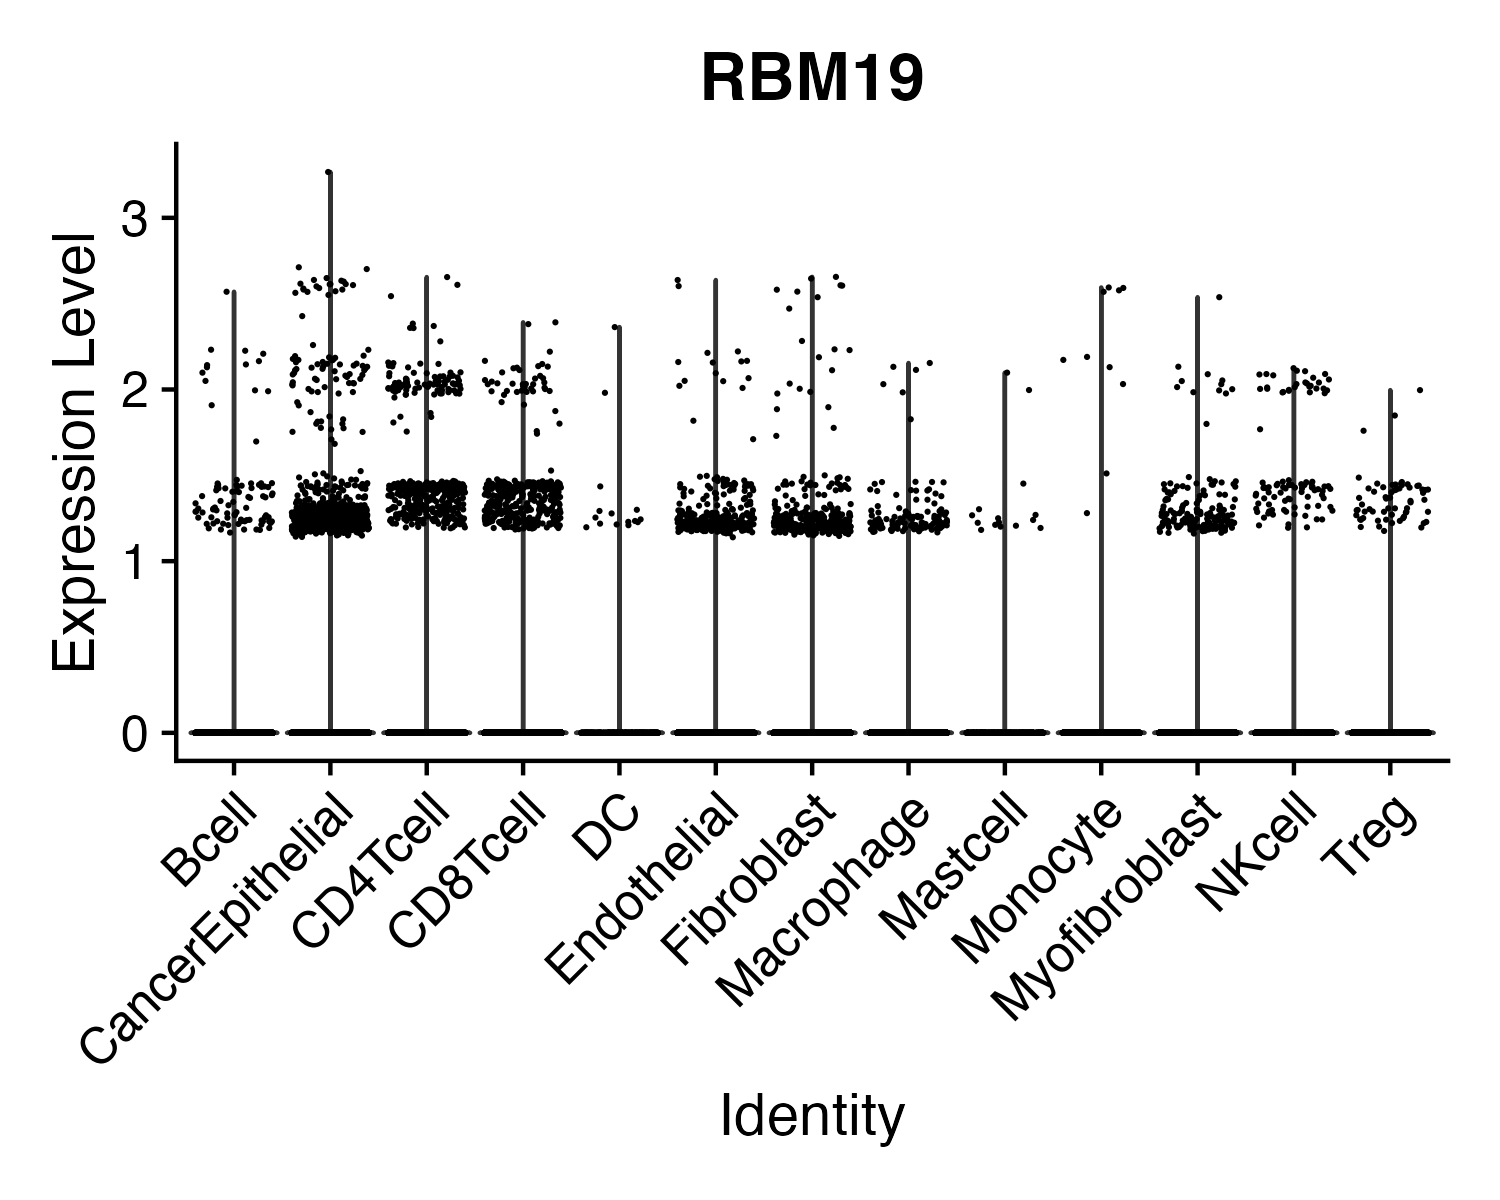 RBM19
Expression Level
3
2
1
0
Bcell
CancerEpithelial
CD4Tcell
CD8Tcell
DC
Endothelial
Fibroblast
Macrophage
Mastcell
Monocyte
Myofibroblast
NKcell
Treg
Identity